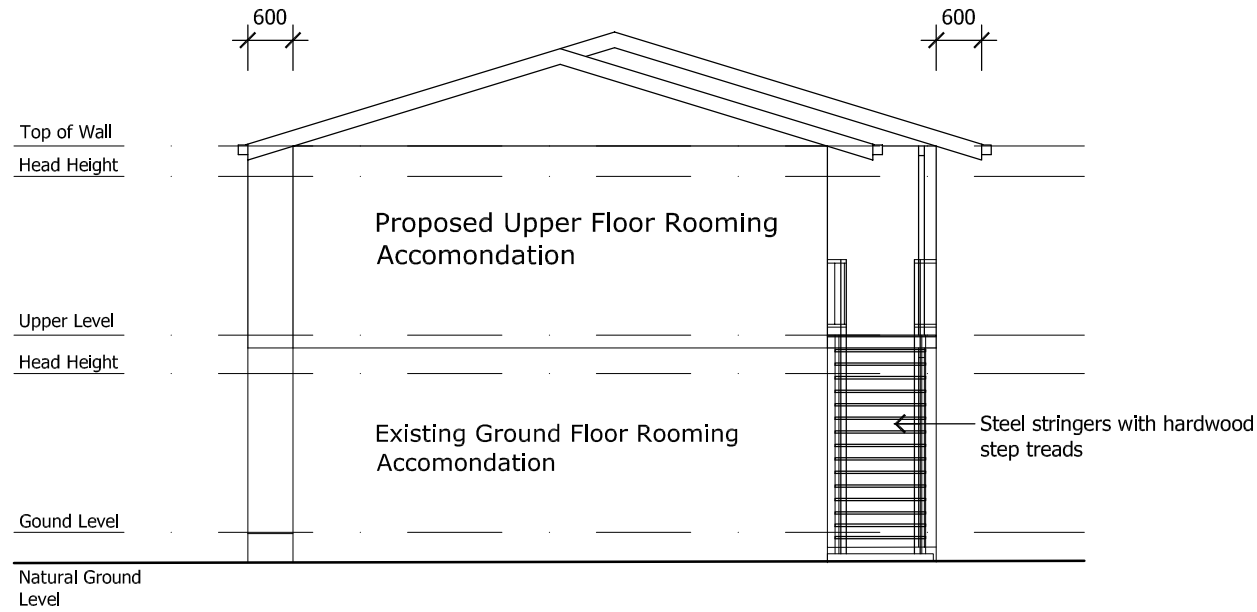 600
600
Top of Wall
Head Height
Proposed Upper Floor Rooming
Accomondation
Upper Level
Head Height
Existing Ground Floor Rooming
Accomondation
Steel stringers with hardwood
step treads
Gound Level
Natural Ground
Level